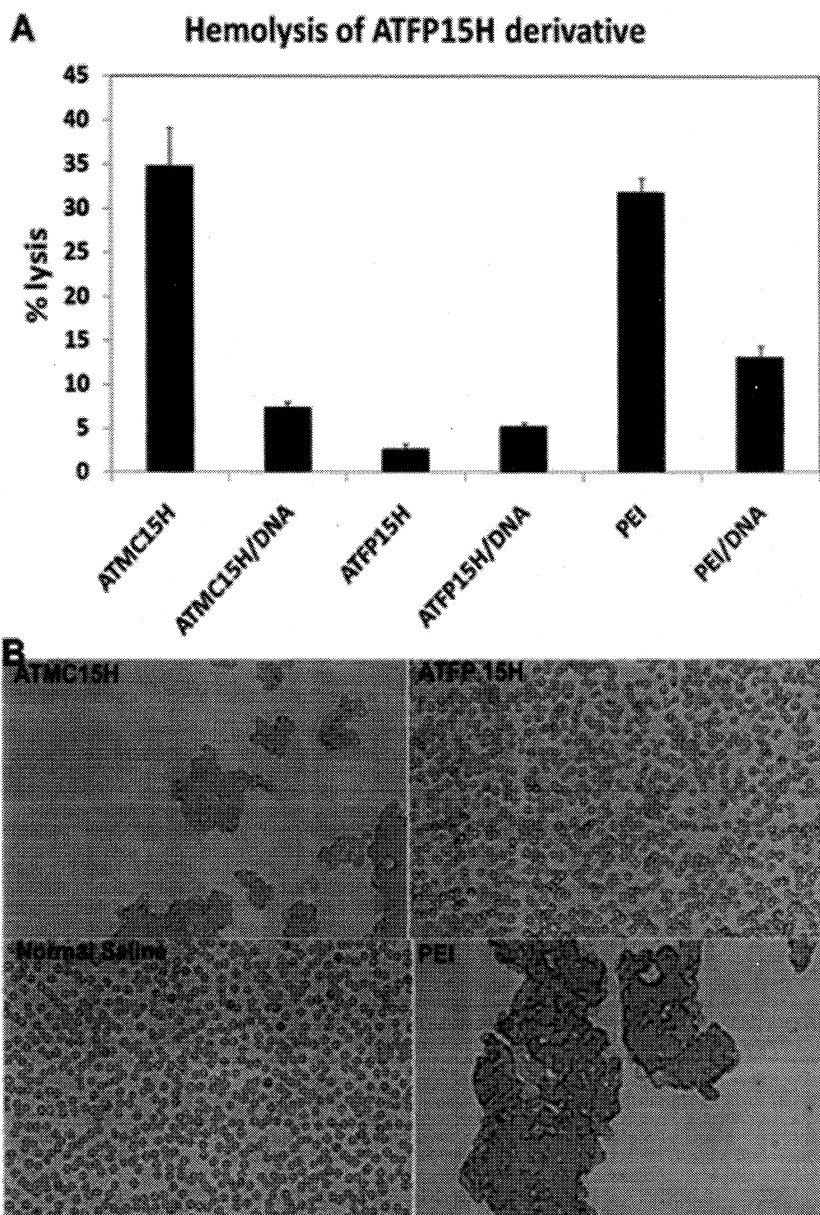 A
Hemolysis of ATFP15H derivative
45
40
35
30
25
20
15
10
5
0
% lysis
ATMC15H
ATMC15H/DNA
ATFP15H
ATFP15H/DNA
PEI
PEI/DNA
B
ATMC15H
ATFP 15H
Normal Saline
PEI